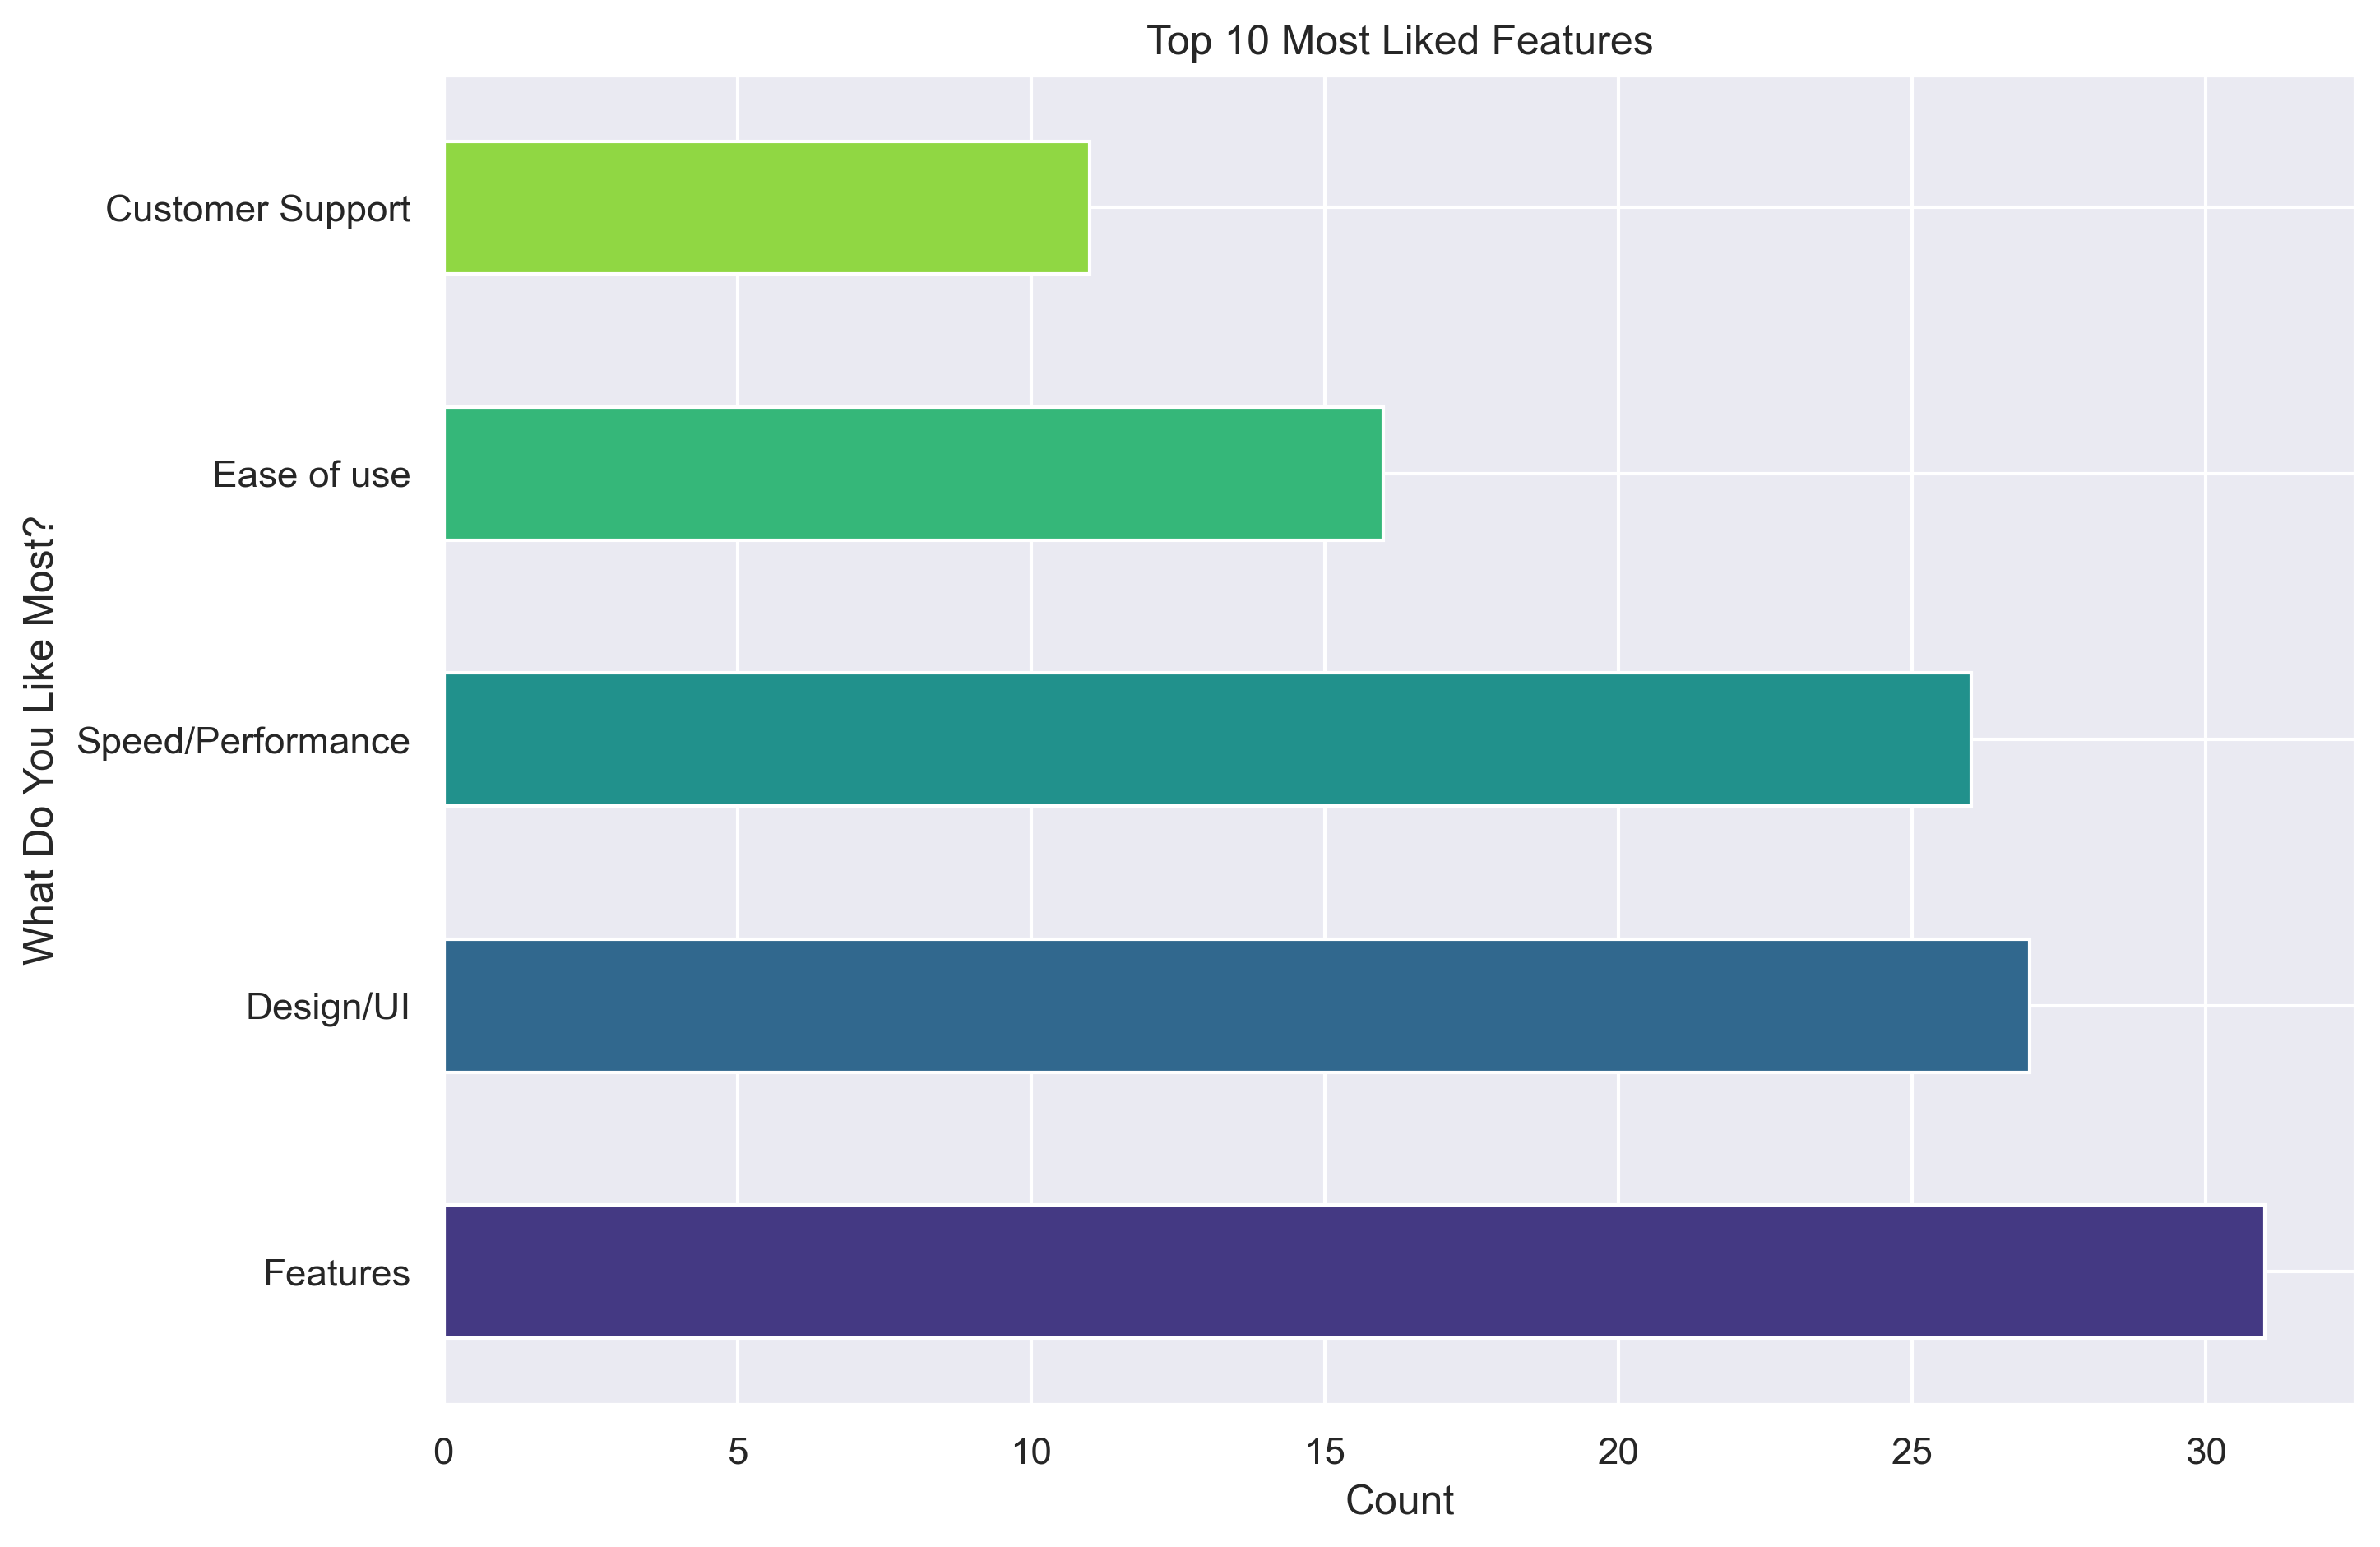 Top 10 Most Liked Features
What Do You Like Most?
Customer Support
Ease of use
Speed/Performance
Design/UI
Features
0 5 10 15 20 25 30
Count